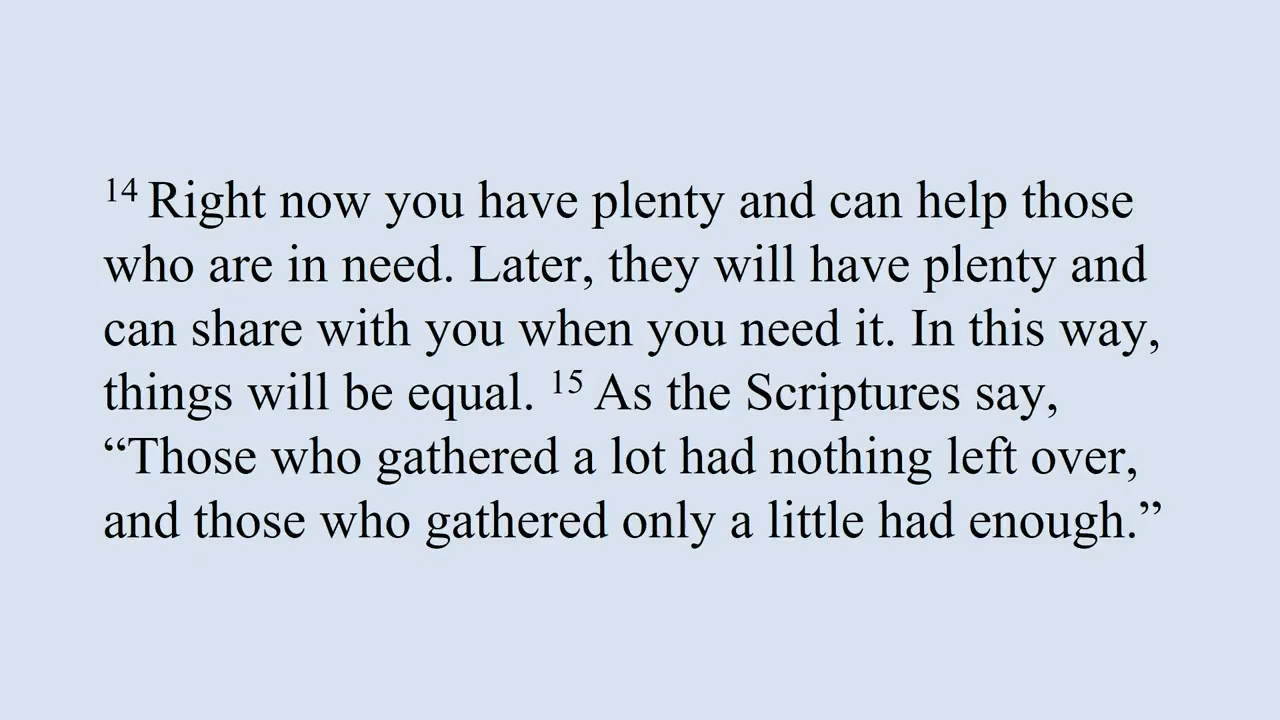 14 Right now you have plenty and can help those
who are in need. Later, they will have plenty and
can share with you when you need it. In this way,
things will be equal. 15 As the Scriptures say,
“Those who gathered a lot had nothing left over,
and those who gathered only a little had enough.”